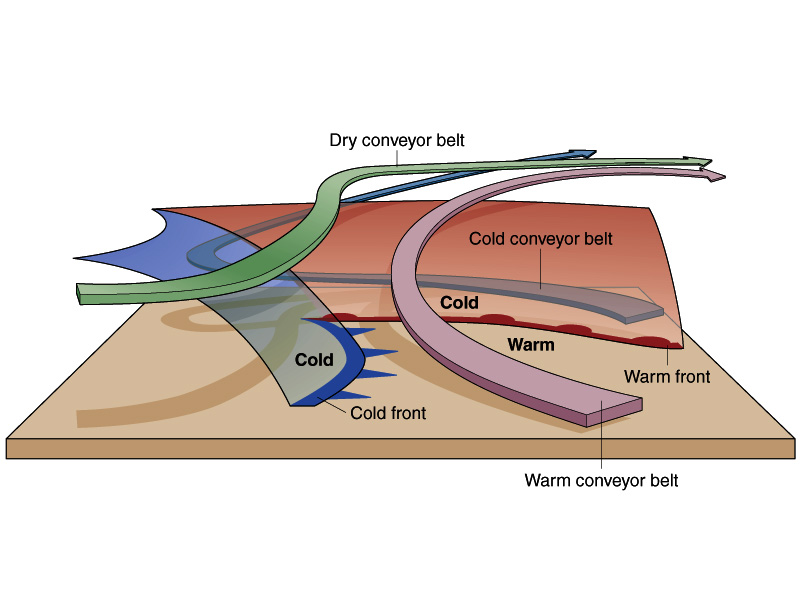 Dry conveyor belt
Cold conveyor belt
Cold
Warm
Cold
Warm front
Cold front
Warm conveyor belt